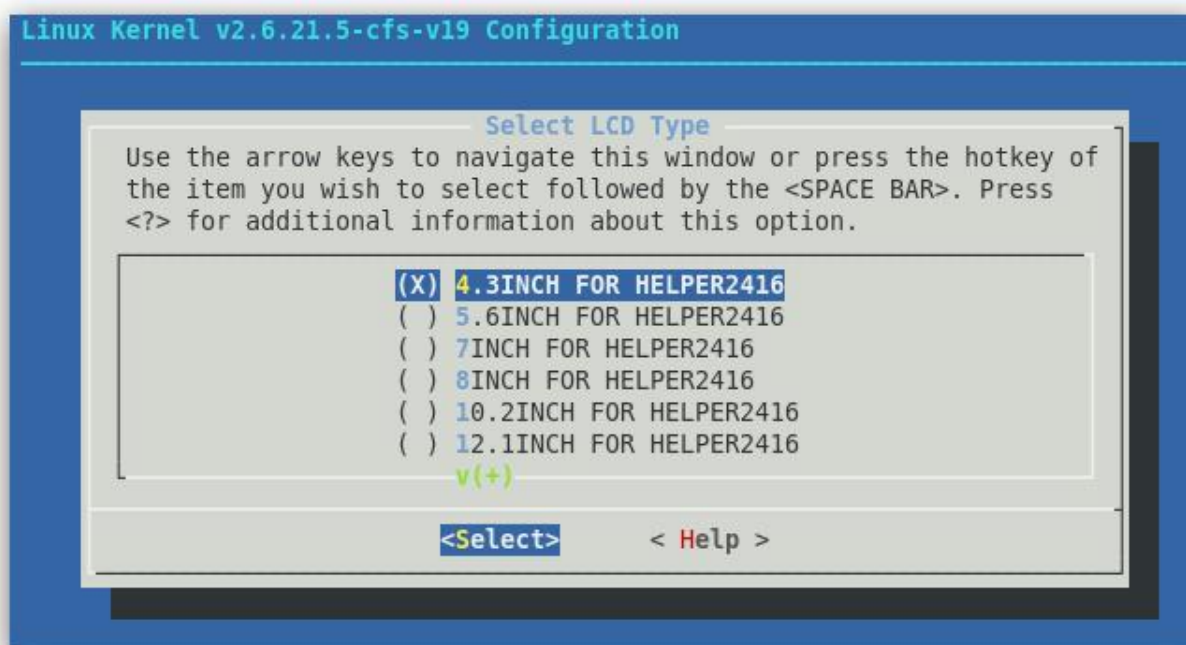 Linux Kernel v2.6.21.5-cfs-v19 Configuration
Select LCD Type
Use the arrow keys to navigate this window or press the hotkey of
the item you wish to select followed by the <SPACE BAR>. Press
<?> for additional information about this option.
(X) 4.3INCH FOR HELPER2416
( ) 5.6INCH FOR HELPER2416
( ) 7INCH FOR HELPER2416
( ) 8INCH FOR HELPER2416
( ) 10.2INCH FOR HELPER2416
( ) 12.1INCH FOR HELPER2416
v(+)
<Select> < Help >